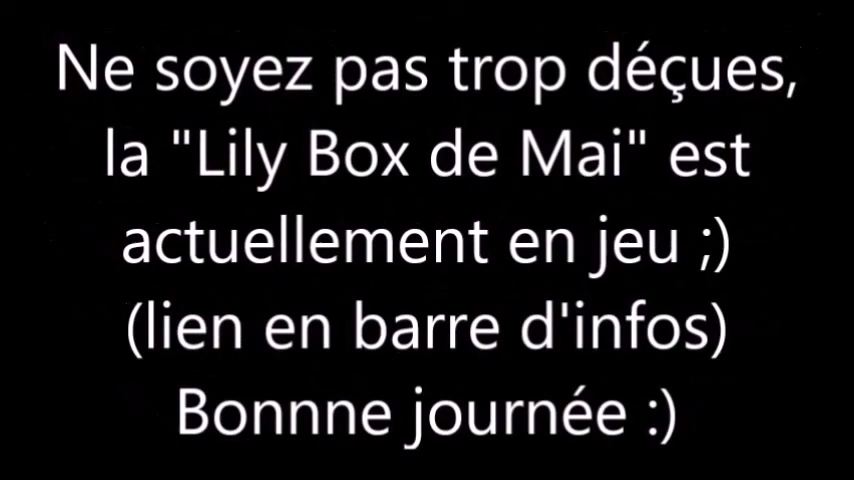 Ne soyez pas trop déçues,
la "Lily Box de Mai" est
actuellement en jeu ;)
(lien en barre d'infos)
Bonnne journée :)